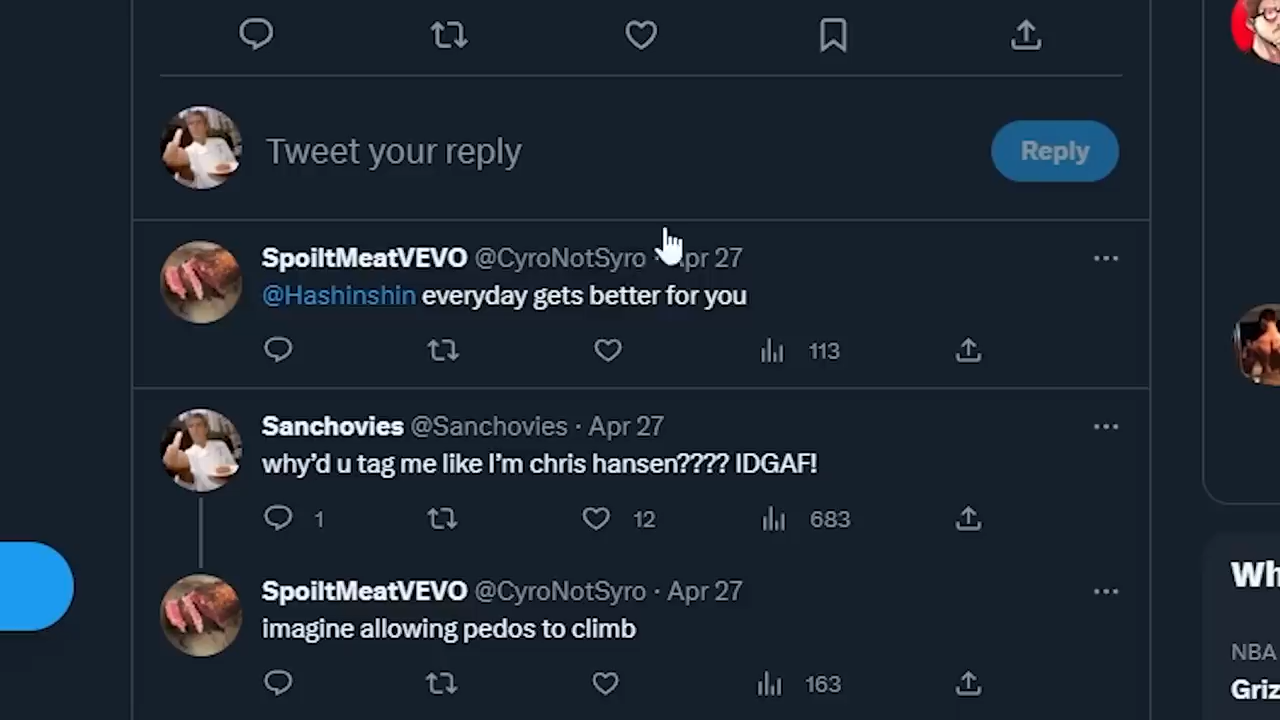 Tweet your reply
Reply
SpoiltMeatVEVO @CyroNotSyro · Apr 27
@Hashinshin everyday gets better for you
113
Sanchovies @Sanchovies · Apr 27
why'd u tag me like I'm chris hansen???? IDGAF!
1 12 683
SpoiltMeatVEVO @CyroNotSyro · Apr 27
imagine allowing pedos to climb
163
Wh
NBA
Griz